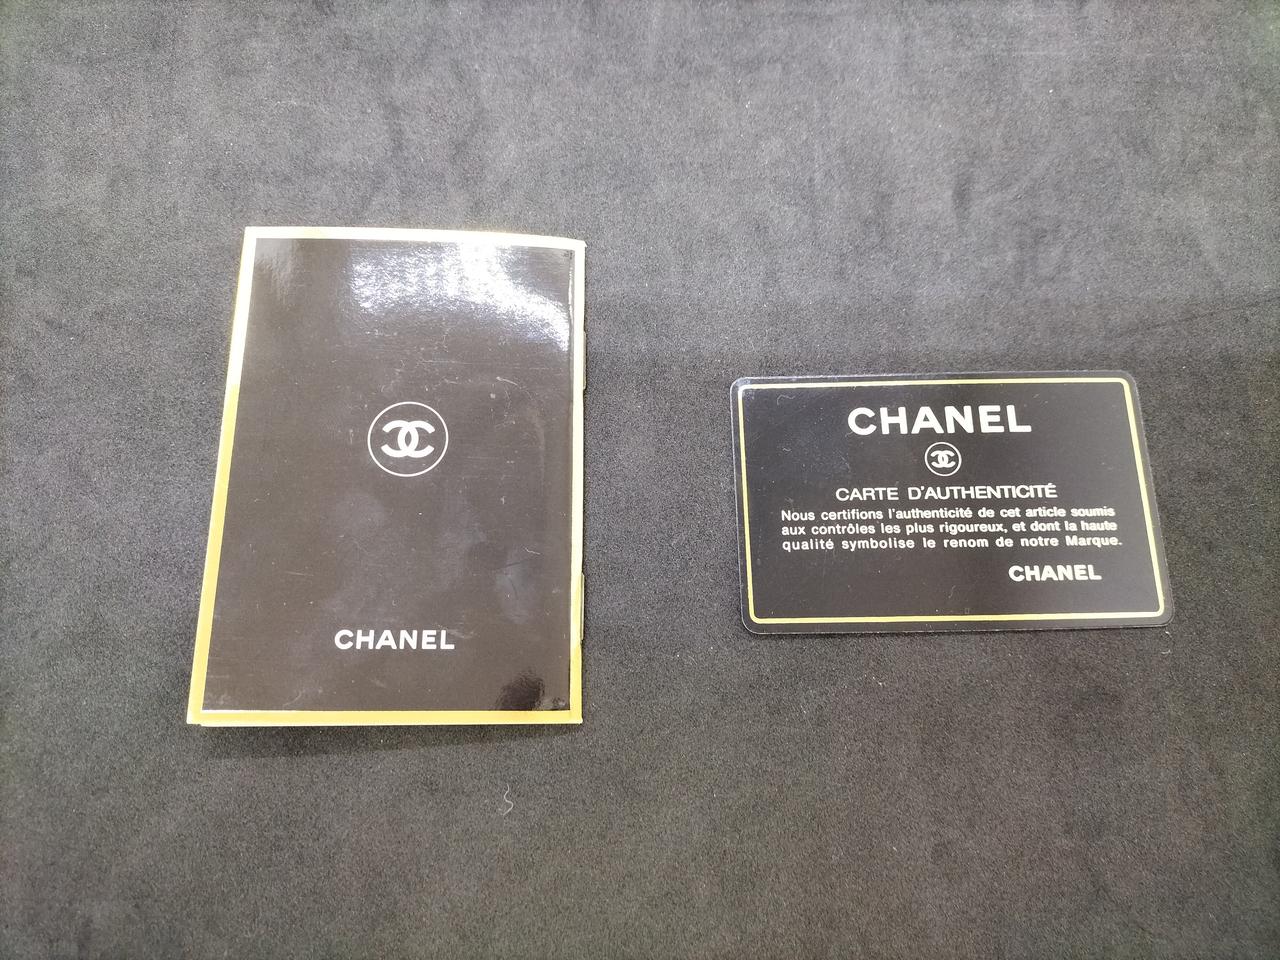 CHANEL
CHANEL
CARTE D'AUTHENTICITÉ
Nous certifions l'authenticité de cet article soumis
aux contrôles les plus rigoureux, et dont la haute
qualité symbolise le renom de notre Marque.
CHANEL